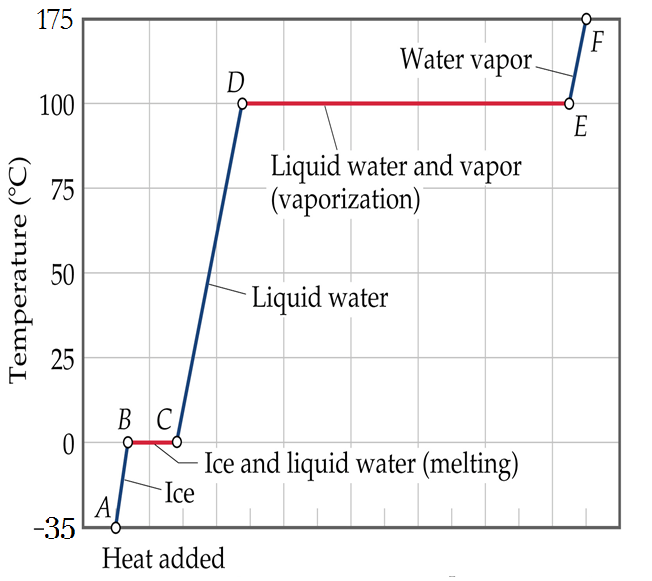 175
F
Water vapor
D
100
E
Liquid water and vapor
(vaporization)
75
Temperature (°C)
50
Liquid water
25
B
C
0
Ice and liquid water (melting)
Ice
A
-35
Heat added